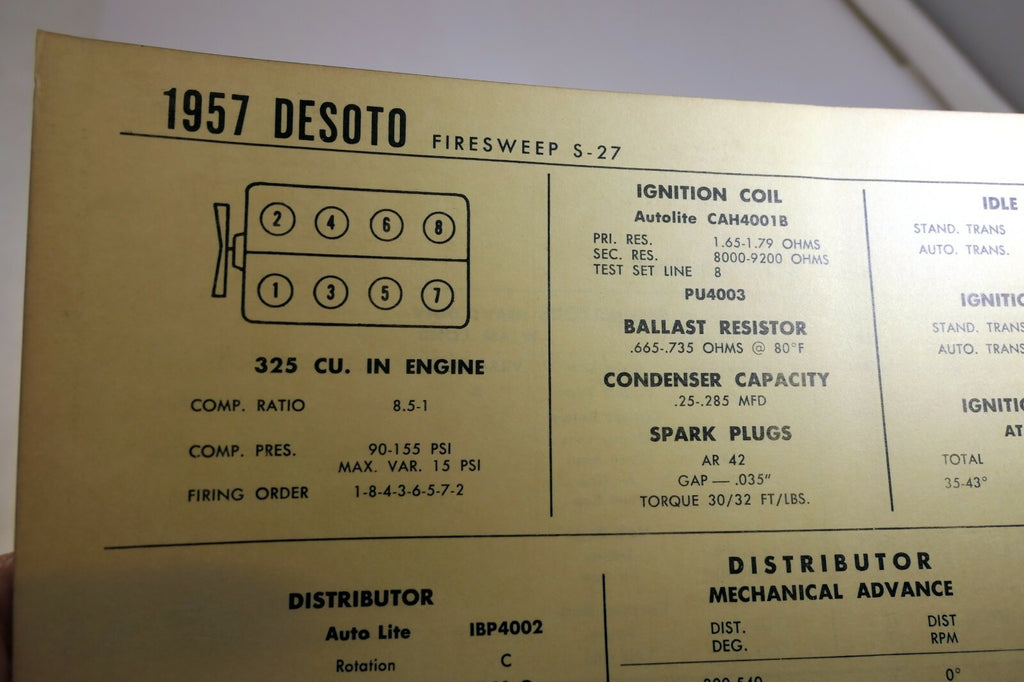 1957 DESOTO FIRESWEEP S-27
2 4 6 8
1 3 5 7
325 CU. IN ENGINE
COMP. RATIO 8.5-1
COMP. PRES. 90-155 PSI
MAX. VAR. 15 PSI
FIRING ORDER 1-8-4-3-6-5-7-2
IGNITION COIL
Autolite CAH4001B
PRI. RES. 1.65-1.79 OHMS
SEC. RES. 8000-9200 OHMS
TEST SET LINE 8
PU4003
BALLAST RESISTOR
.665-.735 OHMS @ 80°F
CONDENSER CAPACITY
.25-.285 MFD
SPARK PLUGS
AR 42
GAP — .035"
TORQUE 30/32 FT/LBS.
IDLE
STAND. TRANS
AUTO. TRANS.
IGNITIO
STAND. TRANS
AUTO. TRANS
IGNITIO
AT
TOTAL
35-43°
DISTRIBUTOR
Auto Lite IBP4002
Rotation C
DISTRIBUTOR
MECHANICAL ADVANCE
DIST. DEG.
DIST RPM
0°